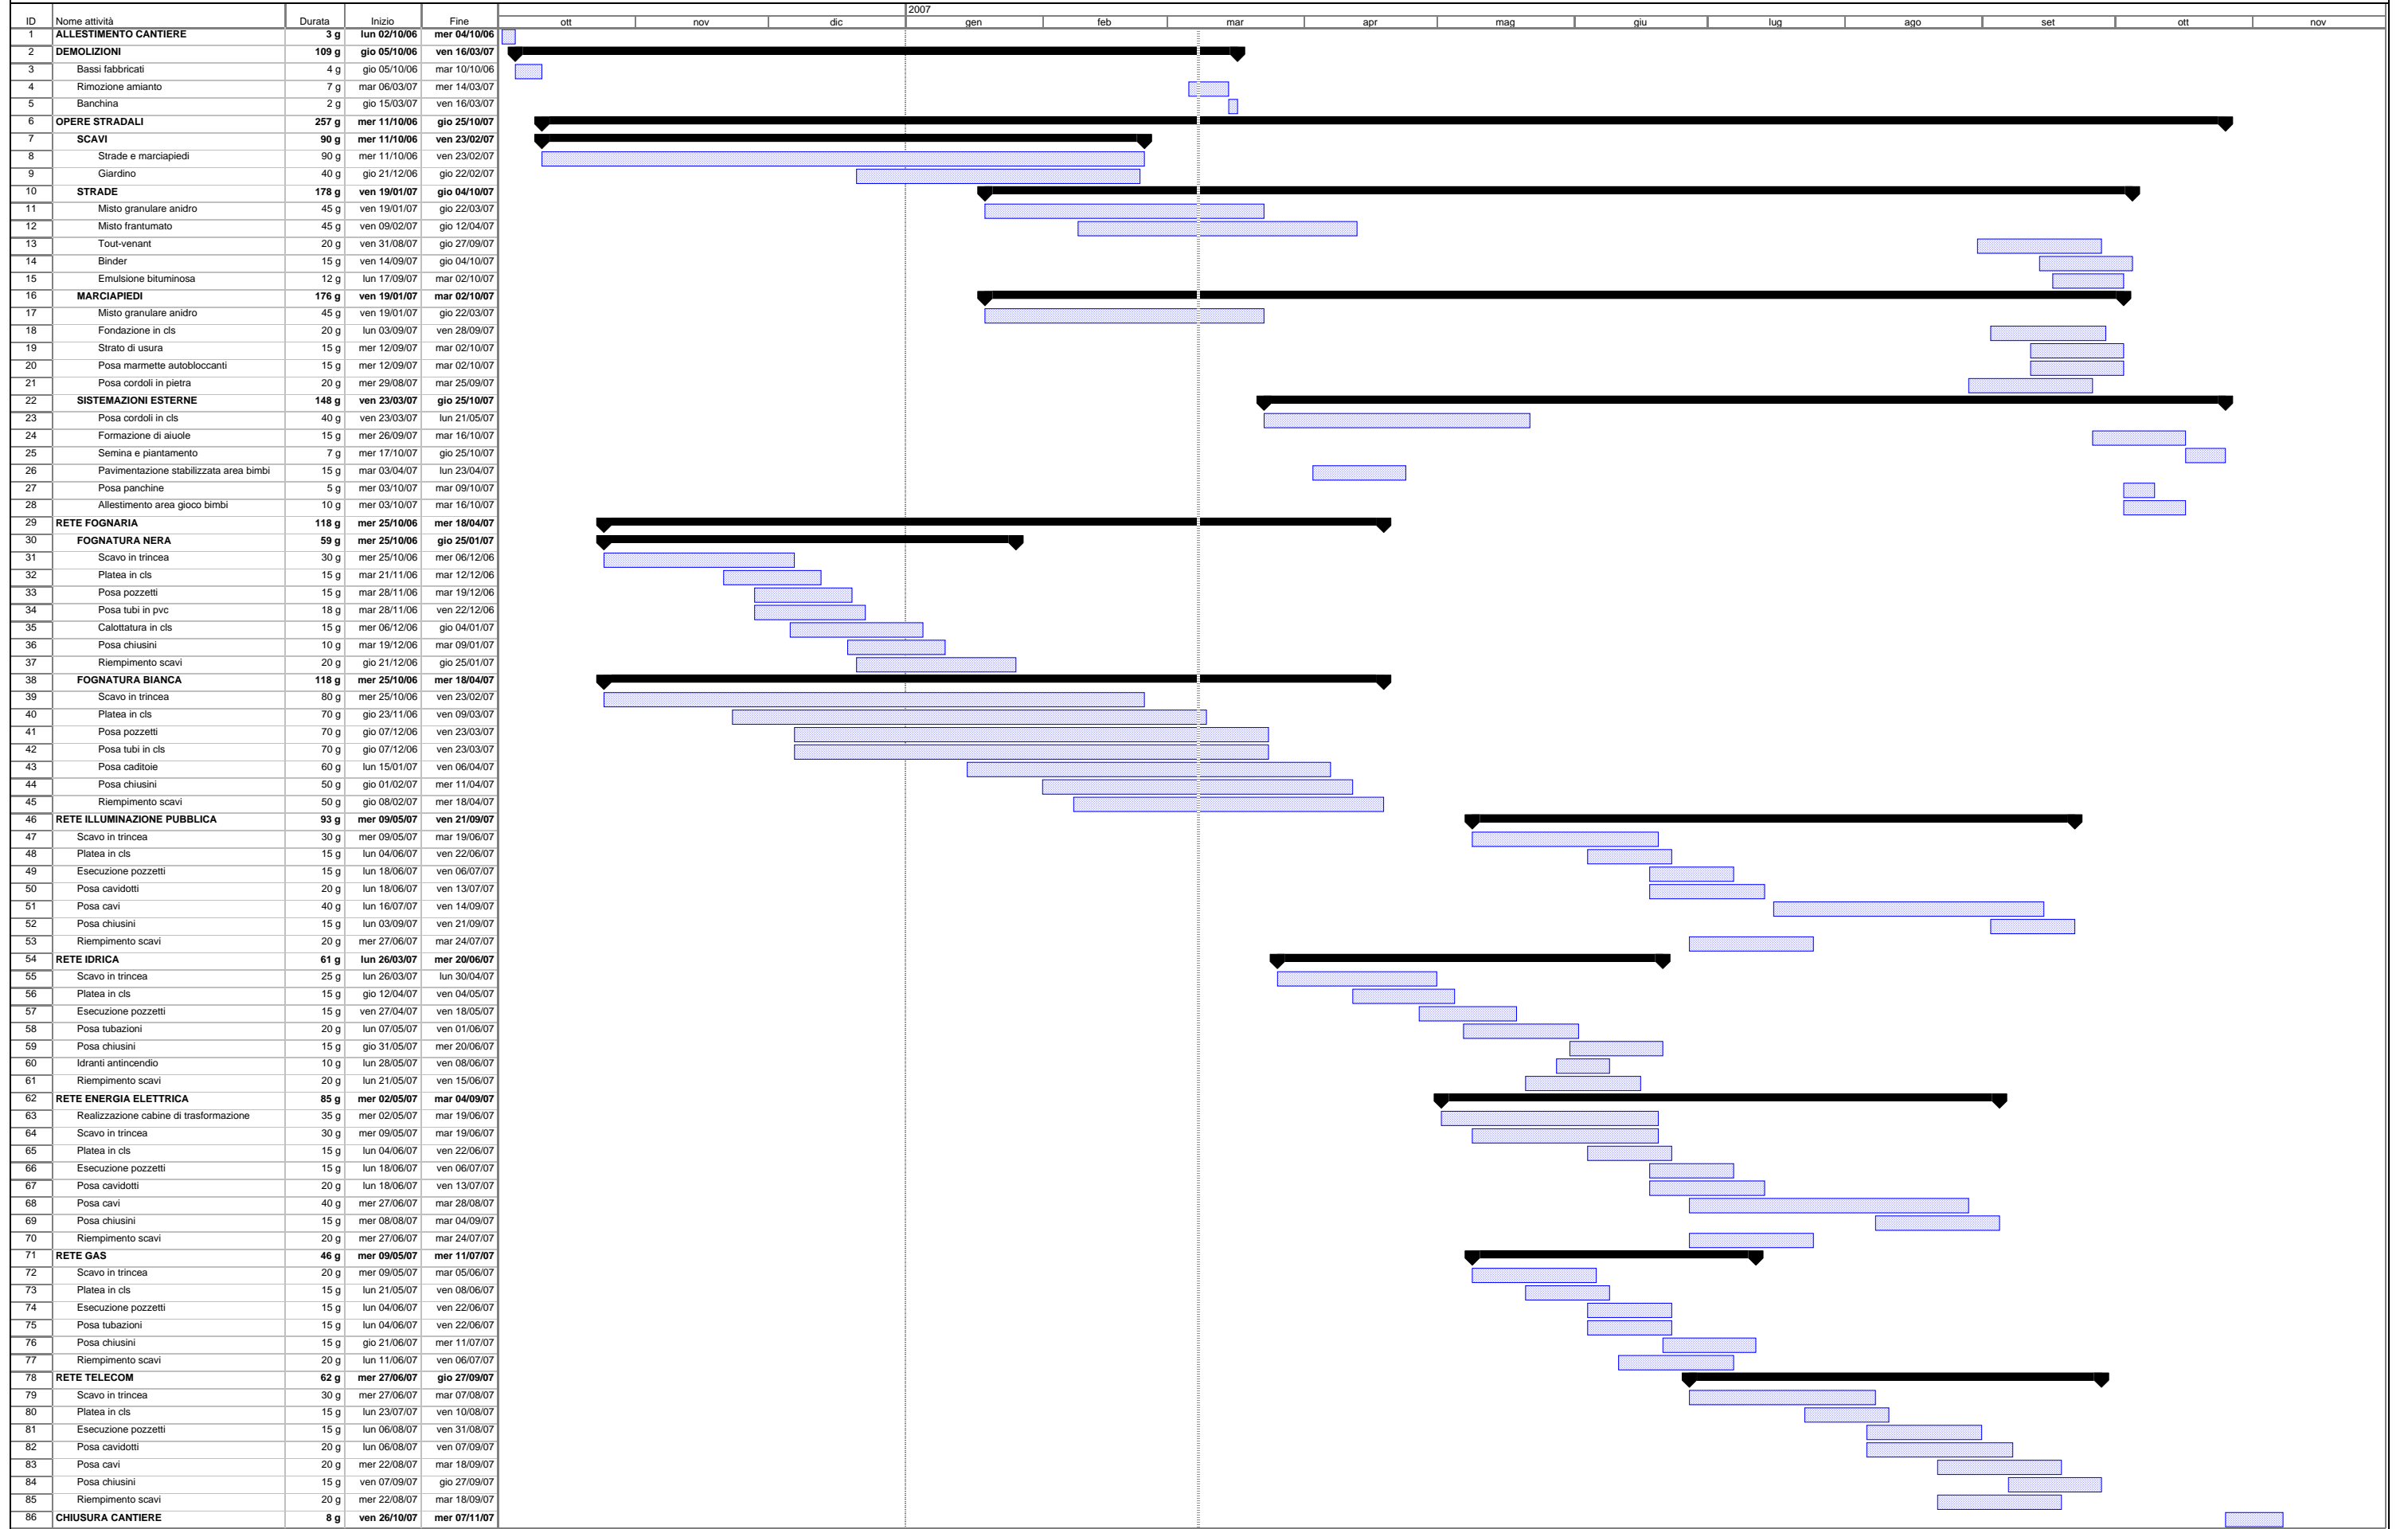 2007
ID Nome attività Durata Inizio Fine ott nov dic gen feb mar apr mag giu lug ago set ott nov
1 ALLESTIMENTO CANTIERE 3 g lun 02/10/06 mer 04/10/06
2 DEMOLIZIONI 109 g gio 05/10/06 ven 16/03/07
3 Bassi fabbricati 4 g gio 05/10/06 mar 10/10/06
4 Rimozione amianto 7 g mar 06/03/07 mer 14/03/07
5 Banchina 2 g gio 15/03/07 ven 16/03/07
6 OPERE STRADALI 257 g mer 11/10/06 gio 25/10/07
7 SCAVI 90 g mer 11/10/06 ven 23/02/07
8 Strade e marciapiedi 90 g mer 11/10/06 ven 23/02/07
9 Giardino 40 g gio 21/12/06 gio 22/02/07
10 STRADE 178 g ven 19/01/07 gio 04/10/07
11 Misto granulare anidro 45 g ven 19/01/07 gio 22/03/07
12 Misto frantumato 45 g ven 09/02/07 gio 12/04/07
13 Tout-venant 20 g ven 31/08/07 gio 27/09/07
14 Binder 15 g ven 14/09/07 gio 04/10/07
15 Emulsione bituminosa 12 g lun 17/09/07 mar 02/10/07
16 MARCIAPIEDI 176 g ven 19/01/07 mar 02/10/07
17 Misto granulare anidro 45 g ven 19/01/07 gio 22/03/07
18 Fondazione in cls 20 g lun 03/09/07 ven 28/09/07
19 Strato di usura 15 g mer 12/09/07 mar 02/10/07
20 Posa marmette autobloccanti 15 g mer 12/09/07 mar 02/10/07
21 Posa cordoli in pietra 20 g mer 29/08/07 mar 25/09/07
22 SISTEMAZIONI ESTERNE 148 g ven 23/03/07 gio 25/10/07
23 Posa cordoli in cls 40 g ven 23/03/07 lun 21/05/07
24 Formazione di aiuole 15 g mer 26/09/07 mar 16/10/07
25 Semina e piantamento 7 g mer 17/10/07 gio 25/10/07
26 Pavimentazione stabilizzata area bimbi 15 g mar 03/04/07 lun 23/04/07
27 Posa panchine 5 g mer 03/10/07 mar 09/10/07
28 Allestimento area gioco bimbi 10 g mer 03/10/07 mar 16/10/07
29 RETE FOGNARIA 118 g mer 25/10/06 mer 18/04/07
30 FOGNATURA NERA 59 g mer 25/10/06 gio 25/01/07
31 Scavo in trincea 30 g mer 25/10/06 mer 06/12/06
32 Platea in cls 15 g mar 21/11/06 mar 12/12/06
33 Posa pozzetti 15 g mar 28/11/06 mar 19/12/06
34 Posa tubi in pvc 18 g mar 28/11/06 ven 22/12/06
35 Calottatura in cls 15 g mer 06/12/06 gio 04/01/07
36 Posa chiusini 10 g mar 19/12/06 mar 09/01/07
37 Riempimento scavi 20 g gio 21/12/06 gio 25/01/07
38 FOGNATURA BIANCA 118 g mer 25/10/06 mer 18/04/07
39 Scavo in trincea 80 g mer 25/10/06 ven 23/02/07
40 Platea in cls 70 g gio 23/11/06 ven 09/03/07
41 Posa pozzetti 70 g gio 07/12/06 ven 23/03/07
42 Posa tubi in cls 70 g gio 07/12/06 ven 23/03/07
43 Posa caditoie 60 g lun 15/01/07 ven 06/04/07
44 Posa chiusini 50 g gio 01/02/07 mer 11/04/07
45 Riempimento scavi 50 g gio 08/02/07 mer 18/04/07
46 RETE ILLUMINAZIONE PUBBLICA 93 g mer 09/05/07 ven 21/09/07
47 Scavo in trincea 30 g mer 09/05/07 mar 19/06/07
48 Platea in cls 15 g lun 04/06/07 ven 22/06/07
49 Esecuzione pozzetti 15 g lun 18/06/07 ven 06/07/07
50 Posa cavidotti 20 g lun 18/06/07 ven 13/07/07
51 Posa cavi 40 g lun 16/07/07 ven 14/09/07
52 Posa chiusini 15 g lun 03/09/07 ven 21/09/07
53 Riempimento scavi 20 g mer 27/06/07 mar 24/07/07
54 RETE IDRICA 61 g lun 26/03/07 mer 20/06/07
55 Scavo in trincea 25 g lun 26/03/07 lun 30/04/07
56 Platea in cls 15 g gio 12/04/07 ven 04/05/07
57 Esecuzione pozzetti 15 g ven 27/04/07 ven 18/05/07
58 Posa tubazioni 20 g lun 07/05/07 ven 01/06/07
59 Posa chiusini 15 g gio 31/05/07 mer 20/06/07
60 Idranti antincendio 10 g lun 28/05/07 ven 08/06/07
61 Riempimento scavi 20 g lun 21/05/07 ven 15/06/07
62 RETE ENERGIA ELETTRICA 85 g mer 02/05/07 mar 04/09/07
63 Realizzazione cabine di trasformazione 35 g mer 02/05/07 mar 19/06/07
64 Scavo in trincea 30 g mer 09/05/07 mar 19/06/07
65 Platea in cls 15 g lun 04/06/07 ven 22/06/07
66 Esecuzione pozzetti 15 g lun 18/06/07 ven 06/07/07
67 Posa cavidotti 20 g lun 18/06/07 ven 13/07/07
68 Posa cavi 40 g mer 27/06/07 mar 28/08/07
69 Posa chiusini 15 g mer 08/08/07 mar 04/09/07
70 Riempimento scavi 20 g mer 27/06/07 mar 24/07/07
71 RETE GAS 46 g mer 09/05/07 mer 11/07/07
72 Scavo in trincea 20 g mer 09/05/07 mar 05/06/07
73 Platea in cls 15 g lun 21/05/07 ven 08/06/07
74 Esecuzione pozzetti 15 g lun 04/06/07 ven 22/06/07
75 Posa tubazioni 15 g lun 04/06/07 ven 22/06/07
76 Posa chiusini 15 g gio 21/06/07 mer 11/07/07
77 Riempimento scavi 20 g lun 11/06/07 ven 06/07/07
78 RETE TELECOM 62 g mer 27/06/07 gio 27/09/07
79 Scavo in trincea 30 g mer 27/06/07 mar 07/08/07
80 Platea in cls 15 g lun 23/07/07 ven 10/08/07
81 Esecuzione pozzetti 15 g lun 06/08/07 ven 31/08/07
82 Posa cavidotti 20 g lun 06/08/07 ven 07/09/07
83 Posa cavi 20 g mer 22/08/07 mar 18/09/07
84 Posa chiusini 15 g ven 07/09/07 gio 27/09/07
85 Riempimento scavi 20 g mer 22/08/07 mar 18/09/07
86 CHIUSURA CANTIERE 8 g ven 26/10/07 mer 07/11/07